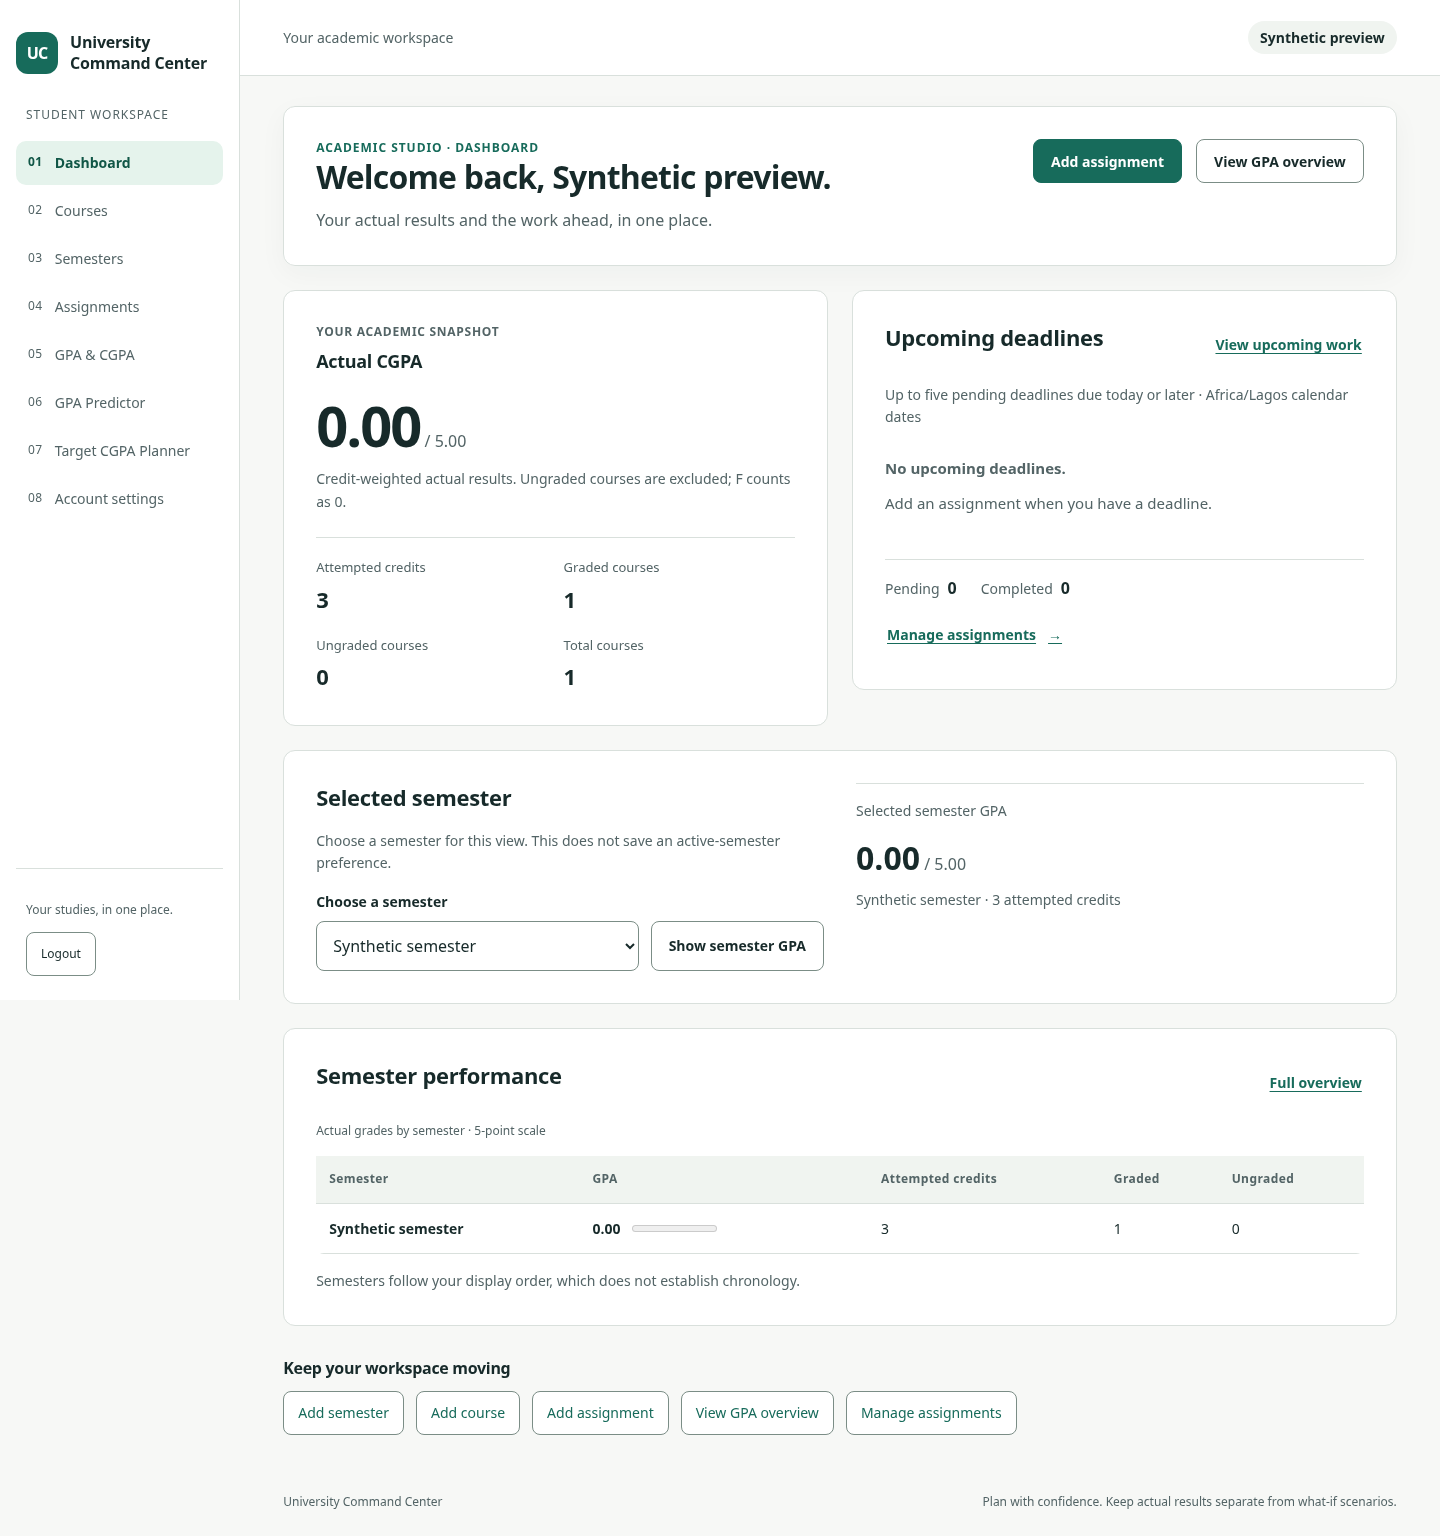 UC
University
Command Center
STUDENT WORKSPACE
01 Dashboard
02 Courses
03 Semesters
04 Assignments
05 GPA & CGPA
06 GPA Predictor
07 Target CGPA Planner
08 Account settings
Your studies, in one place.
Logout
Your academic workspace
Synthetic preview
ACADEMIC STUDIO · DASHBOARD
Welcome back, Synthetic preview.
Your actual results and the work ahead, in one place.
Add assignment
View GPA overview
YOUR ACADEMIC SNAPSHOT
Actual CGPA
0.00 / 5.00
Credit-weighted actual results. Ungraded courses are excluded; F counts
as 0.
Attempted credits
3
Graded courses
1
Ungraded courses
0
Total courses
1
Upcoming deadlines
View upcoming work
Up to five pending deadlines due today or later · Africa/Lagos calendar
dates
No upcoming deadlines.
Add an assignment when you have a deadline.
Pending 0 Completed 0
Manage assignments →
Selected semester
Choose a semester for this view. This does not save an active-semester
preference.
Choose a semester
Synthetic semester
Show semester GPA
Selected semester GPA
0.00 / 5.00
Synthetic semester · 3 attempted credits
Semester performance
Full overview
Actual grades by semester · 5-point scale
Semester GPA Attempted credits Graded Ungraded
Synthetic semester 0.00 3 1 0
Semesters follow your display order, which does not establish chronology.
Keep your workspace moving
Add semester
Add course
Add assignment
View GPA overview
Manage assignments
University Command Center
Plan with confidence. Keep actual results separate from what-if scenarios.